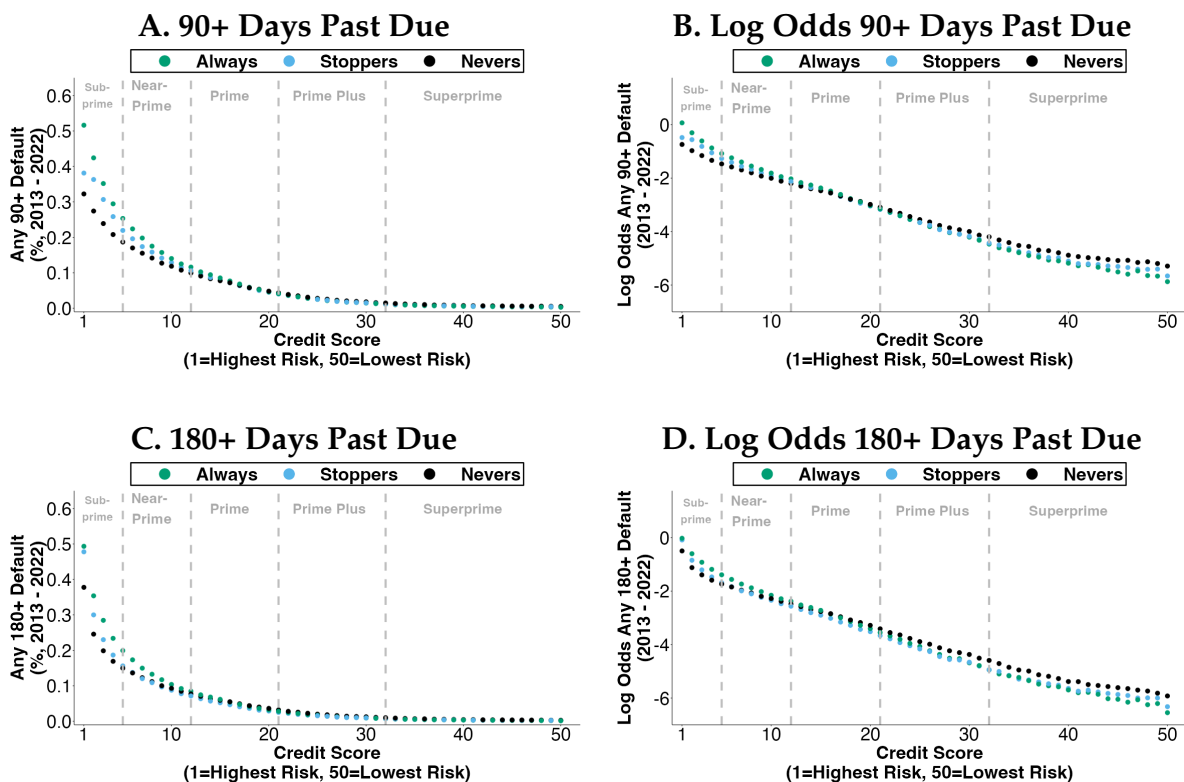 A. 90+ Days Past Due
Always Stoppers Nevers
Any 90+ Default
(%, 2013 - 2022)
0.6
0.5
0.4
0.3
0.2
0.1
0.0
Sub-
prime
Near-
Prime
Prime
Prime Plus
Superprime
1 10 20 30 40 50
Credit Score
(1=Highest Risk, 50=Lowest Risk)
B. Log Odds 90+ Days Past Due
Always Stoppers Nevers
Log Odds Any 90+ Default
(2013 - 2022)
0
-2
-4
-6
Sub-
prime
Near-
Prime
Prime
Prime Plus
Superprime
1 10 20 30 40 50
Credit Score
(1=Highest Risk, 50=Lowest Risk)
C. 180+ Days Past Due
Always Stoppers Nevers
Any 180+ Default
(%, 2013 - 2022)
0.6
0.5
0.4
0.3
0.2
0.1
0.0
Sub-
prime
Near-
Prime
Prime
Prime Plus
Superprime
1 10 20 30 40 50
Credit Score
(1=Highest Risk, 50=Lowest Risk)
D. Log Odds 180+ Days Past Due
Always Stoppers Nevers
Log Odds Any 180+ Default
(2013 - 2022)
0
-2
-4
-6
Sub-
prime
Near-
Prime
Prime
Prime Plus
Superprime
1 10 20 30 40 50
Credit Score
(1=Highest Risk, 50=Lowest Risk)